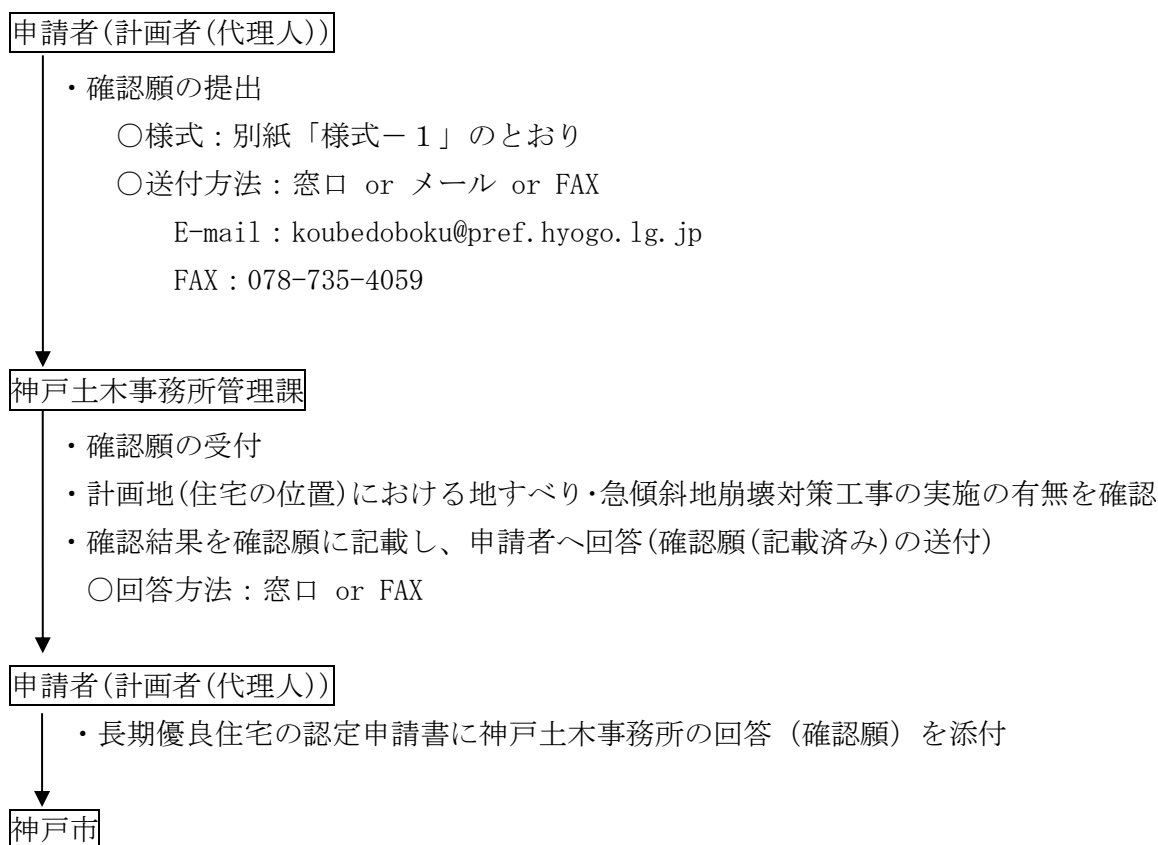 申請者(計画者(代理人))
・確認願の提出
○様式：別紙「様式－１」のとおり
○送付方法：窓口 or メール or FAX
E-mail：koubedoboku@pref.hyogo.lg.jp
FAX：078-735-4059
神戸土木事務所管理課
・確認願の受付
・計画地(住宅の位置)における地すべり･急傾斜地崩壊対策工事の実施の有無を確認
・確認結果を確認願に記載し、申請者へ回答(確認願(記載済み)の送付)
○回答方法：窓口 or FAX
申請者(計画者(代理人))
・長期優良住宅の認定申請書に神戸土木事務所の回答（確認願）を添付
神戸市